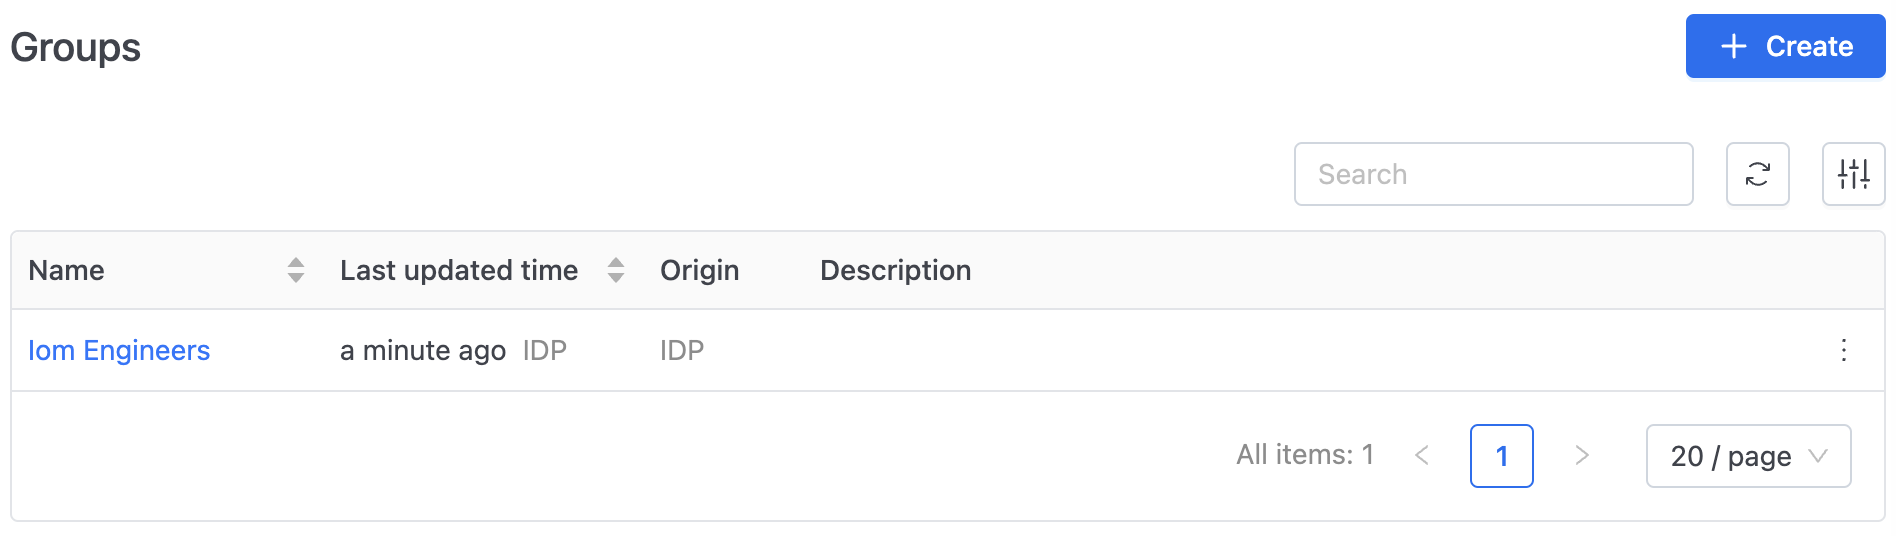 Groups
Create
Search
Name Last updated time Origin Description
Iom Engineers a minute ago IDP IDP
All items: 1 1 20 / page